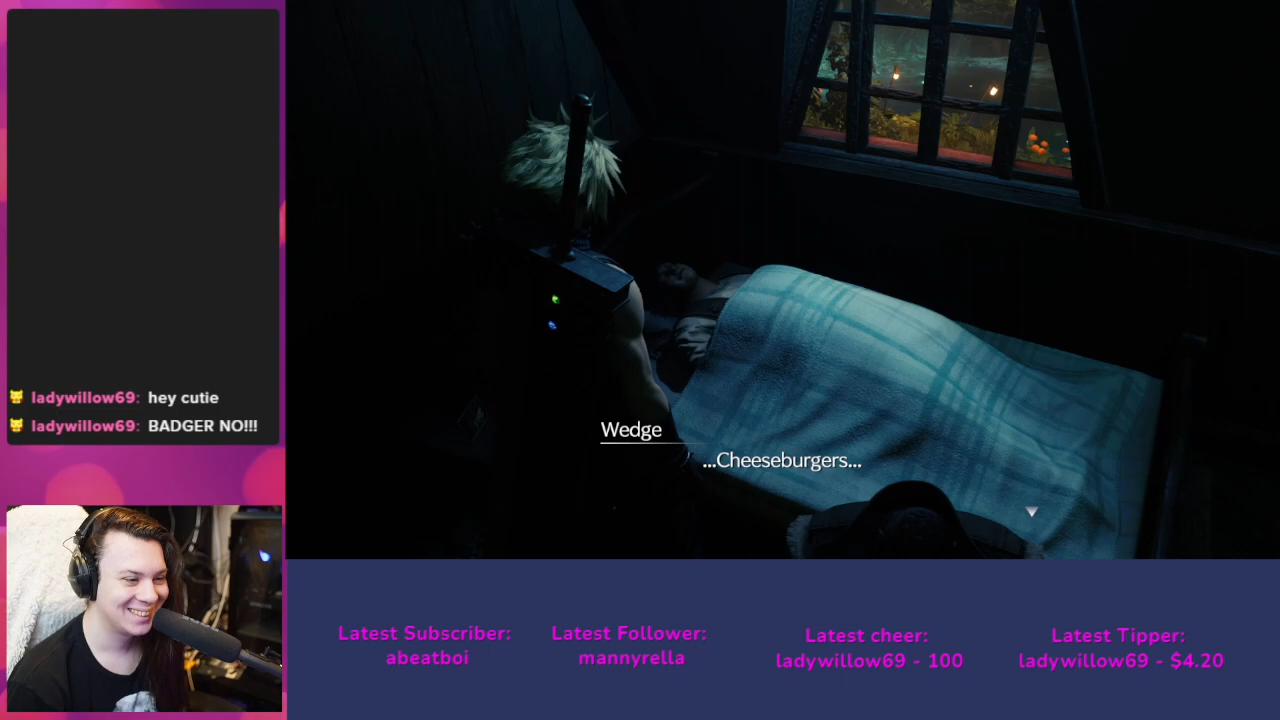 ladywillow69: hey cutie
ladywillow69: BADGER NO!!!
Wedge
...Cheeseburgers...
Latest Subscriber:
abeatboi
Latest Follower:
mannyrella
Latest cheer:
ladywillow69 - 100
Latest Tipper:
ladywillow69 - $4.20